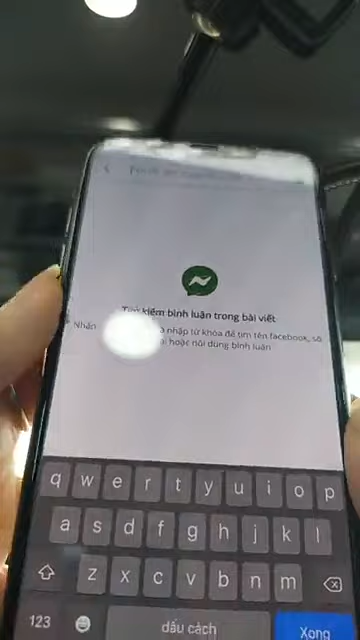 Tìm kiếm bình luận trong bài viết
Nhấn nhập từ khóa để tìm tên facebook, số
hoặc nội dung bình luận
q w e r t y u i o p
a s d f g h j k l
z x c v b n m
123 dấu cách Xong